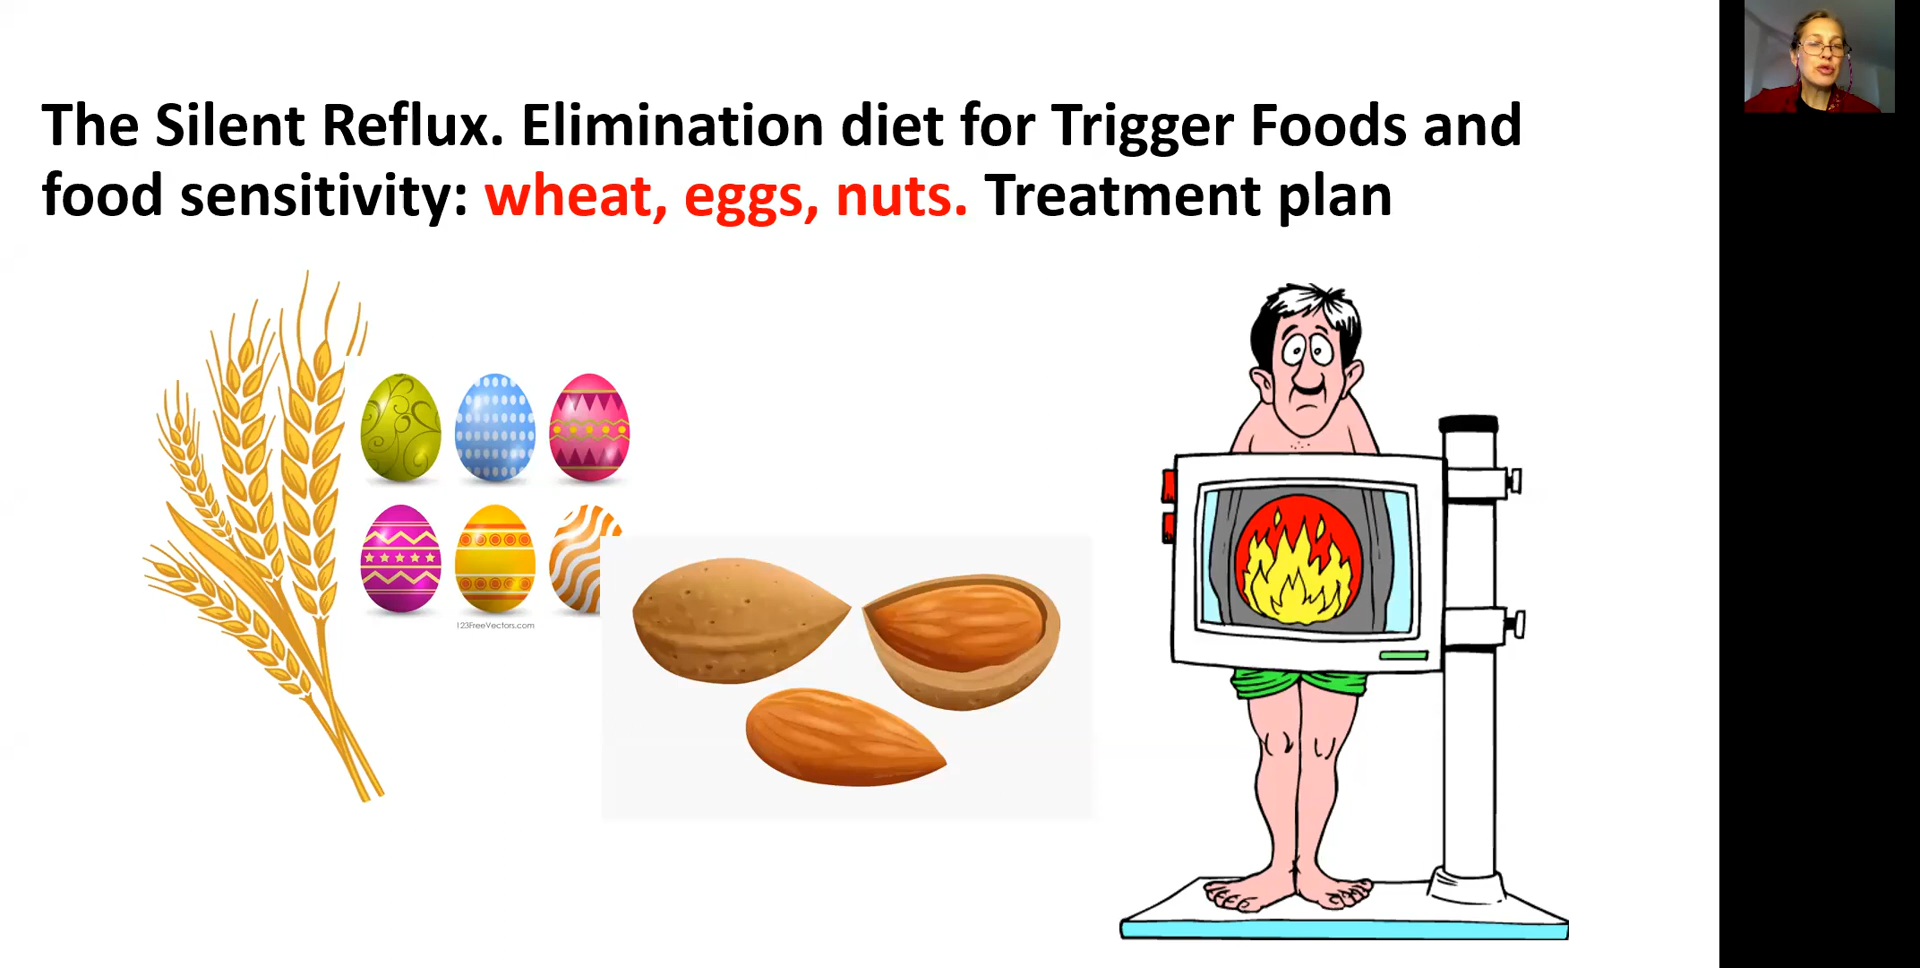 The Silent Reflux. Elimination diet for Trigger Foods and
food sensitivity: wheat, eggs, nuts. Treatment plan
123FreeVectors.com